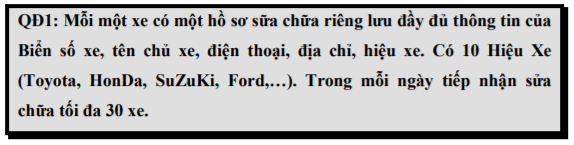 QĐ1: Mỗi một xe có một hồ sơ sữa chữa riêng lưu đầy đủ thông tin của
Biển số xe, tên chủ xe, điện thoại, địa chỉ, hiệu xe. Có 10 Hiệu Xe
(Toyota, HonDa, SuZuKi, Ford,…). Trong mỗi ngày tiếp nhận sửa
chữa tối đa 30 xe.